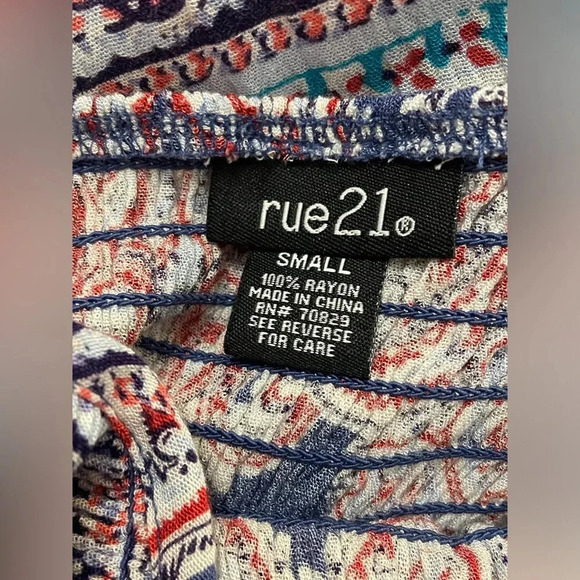 rue21®
SMALL
100% RAYON
MADE IN CHINA
RN# 70829
SEE REVERSE
FOR CARE